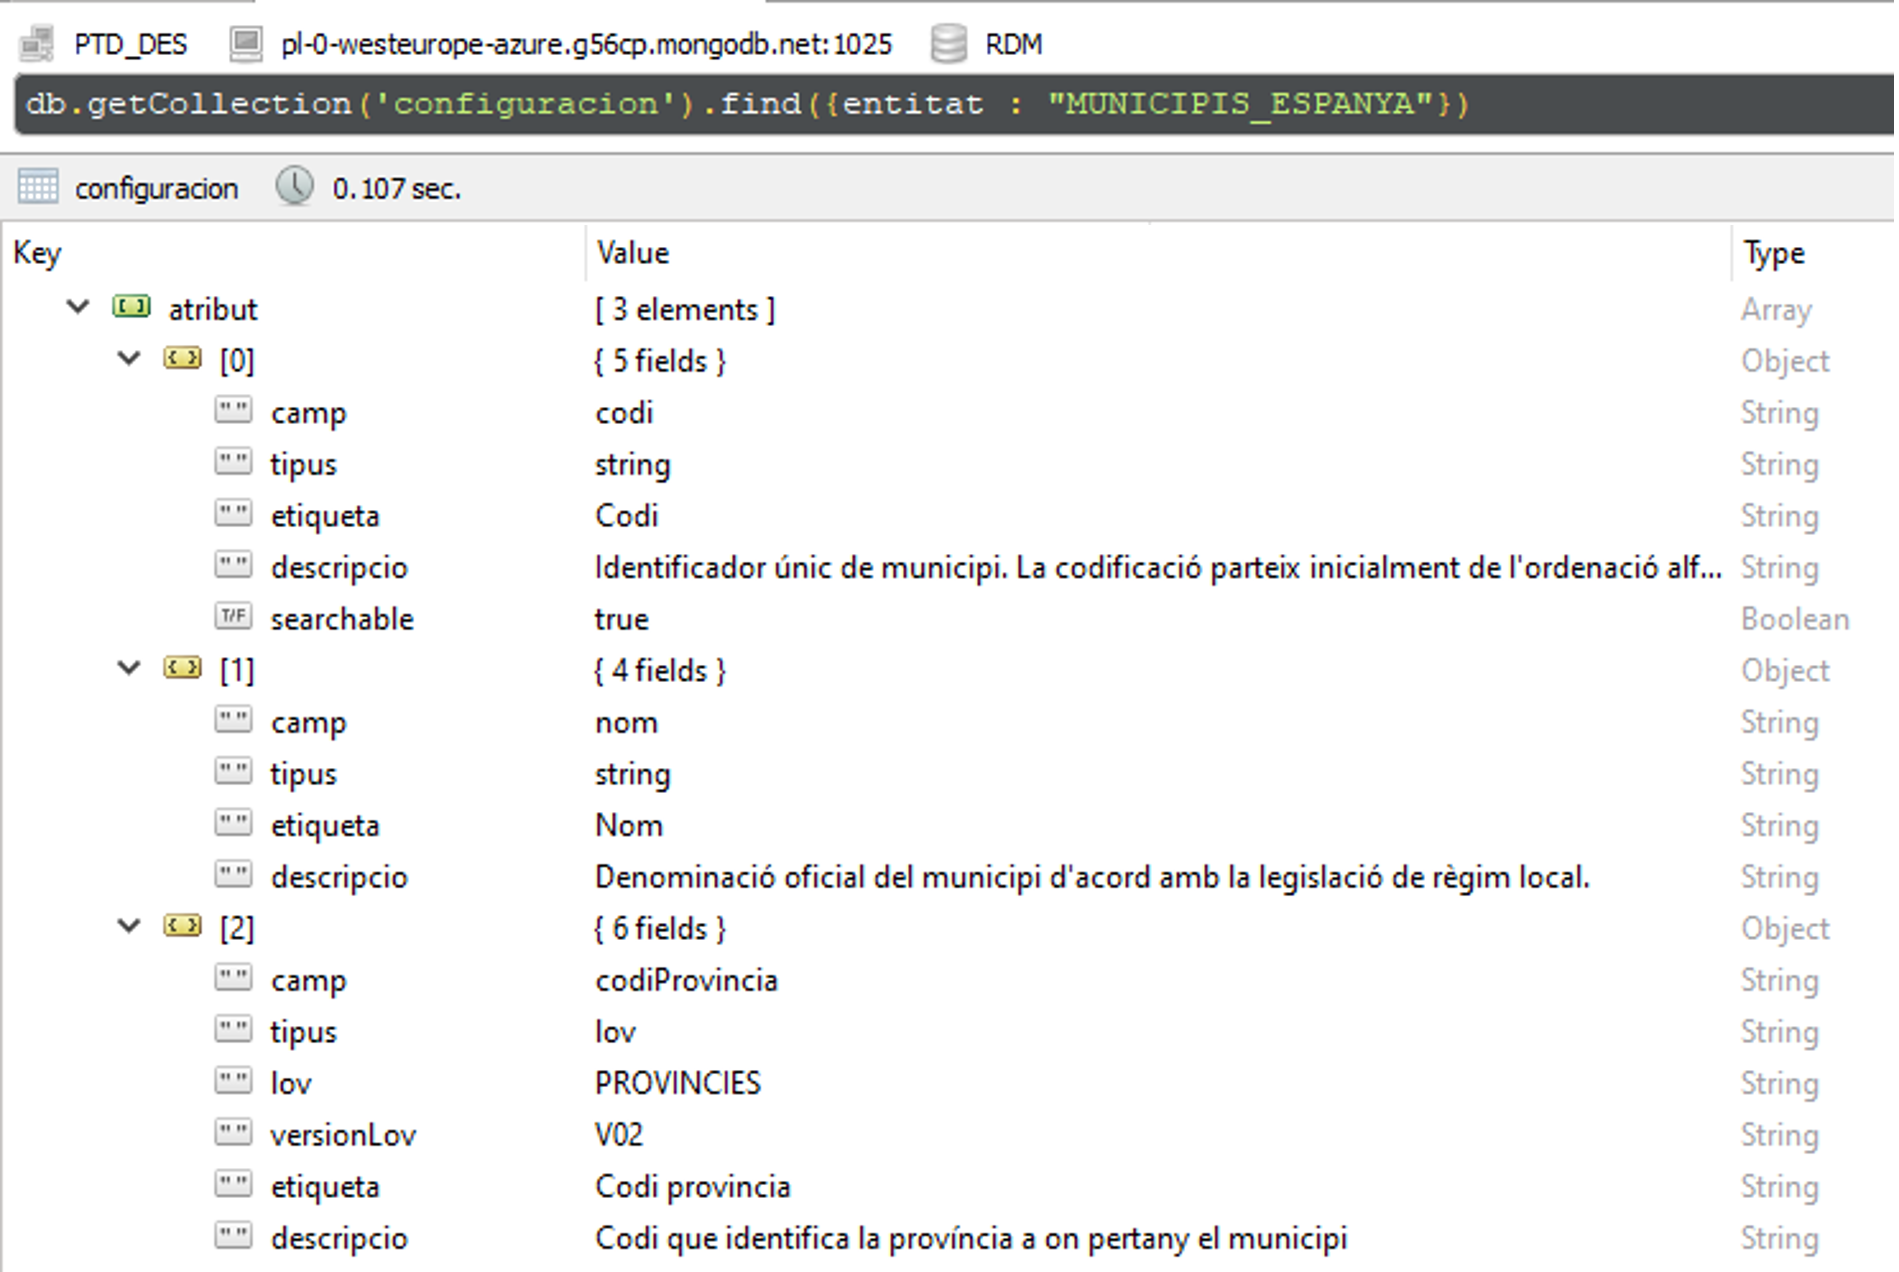 PTD_DES pl-0-westeurope-azure.g56cp.mongodb.net:1025 RDM
db.getCollection('configuracion').find({entitat : "MUNICIPIS_ESPANYA"})
configuracion 0.107 sec.
Key Value Type
atribut [ 3 elements ] Array
[0] { 5 fields } Object
"" camp codi String
"" tipus string String
"" etiqueta Codi String
"" descripcio Identificador únic de municipi. La codificació parteix inicialment de l'ordenació alf... String
T/F searchable true Boolean
[1] { 4 fields } Object
"" camp nom String
"" tipus string String
"" etiqueta Nom String
"" descripcio Denominació oficial del municipi d'acord amb la legislació de règim local. String
[2] { 6 fields } Object
"" camp codiProvincia String
"" tipus lov String
"" lov PROVINCIES String
"" versionLov V02 String
"" etiqueta Codi provincia String
"" descripcio Codi que identifica la província a on pertany el municipi String